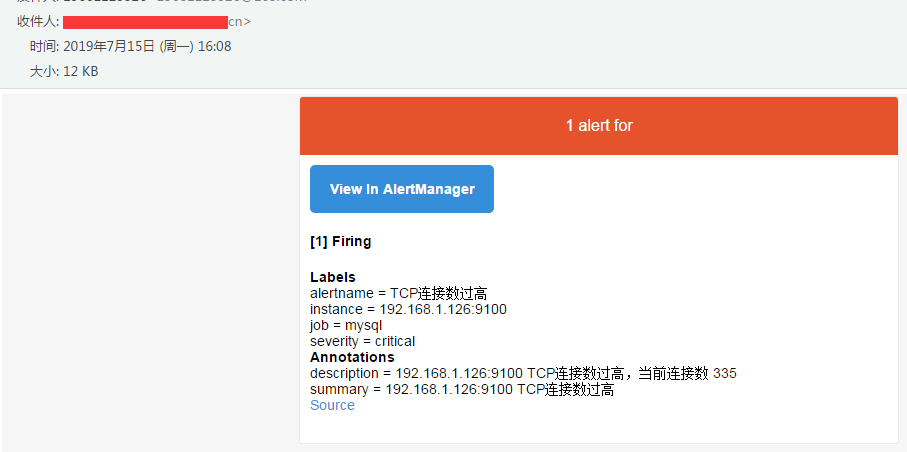 收件人: cn>
时间: 2019年7月15日 (周一) 16:08
大小: 12 KB
1 alert for
View In AlertManager
[1] Firing
Labels
alertname = TCP连接数过高
instance = 192.168.1.126:9100
job = mysql
severity = critical
Annotations
description = 192.168.1.126:9100 TCP连接数过高，当前连接数 335
summary = 192.168.1.126:9100 TCP连接数过高
Source